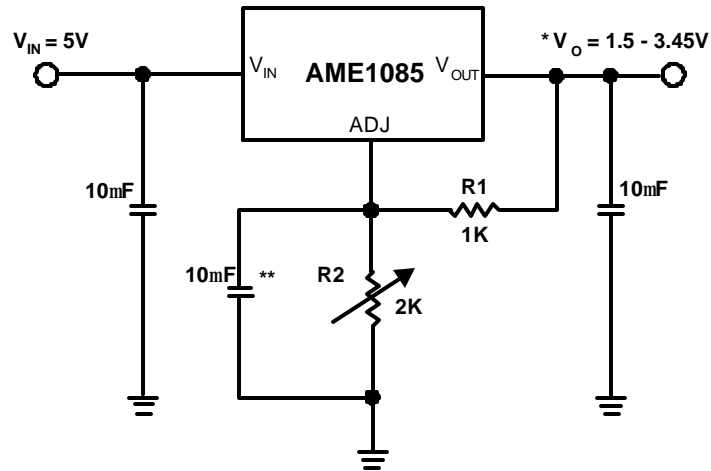 V_IN = 5V
* V_O = 1.5 - 3.45V
V_IN
AME1085
V_OUT
ADJ
10mF
R1
1K
10mF
10mF
**
R2
2K